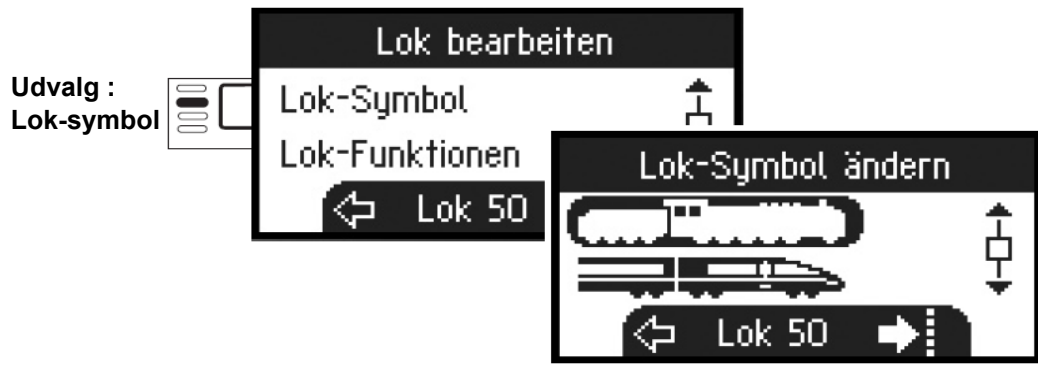 Lok bearbeiten
Udvalg :
Lok-symbol
Lok-Symbol
Lok-Funktionen
Lok 50
Lok-Symbol ändern
Lok 50